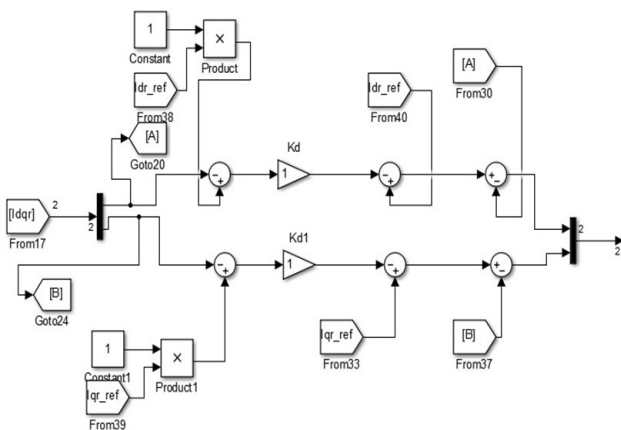 1
Constant
Product
Idr_ref
From38
[A]
Goto20
Idr_ref
From40
[A]
From30
Kd
1
[Idqr]
From17
2
2
2
2
Kd1
1
[B]
Goto24
1
Constant1
Product1
Iqr_ref
From39
Iqr_ref
From33
[B]
From37